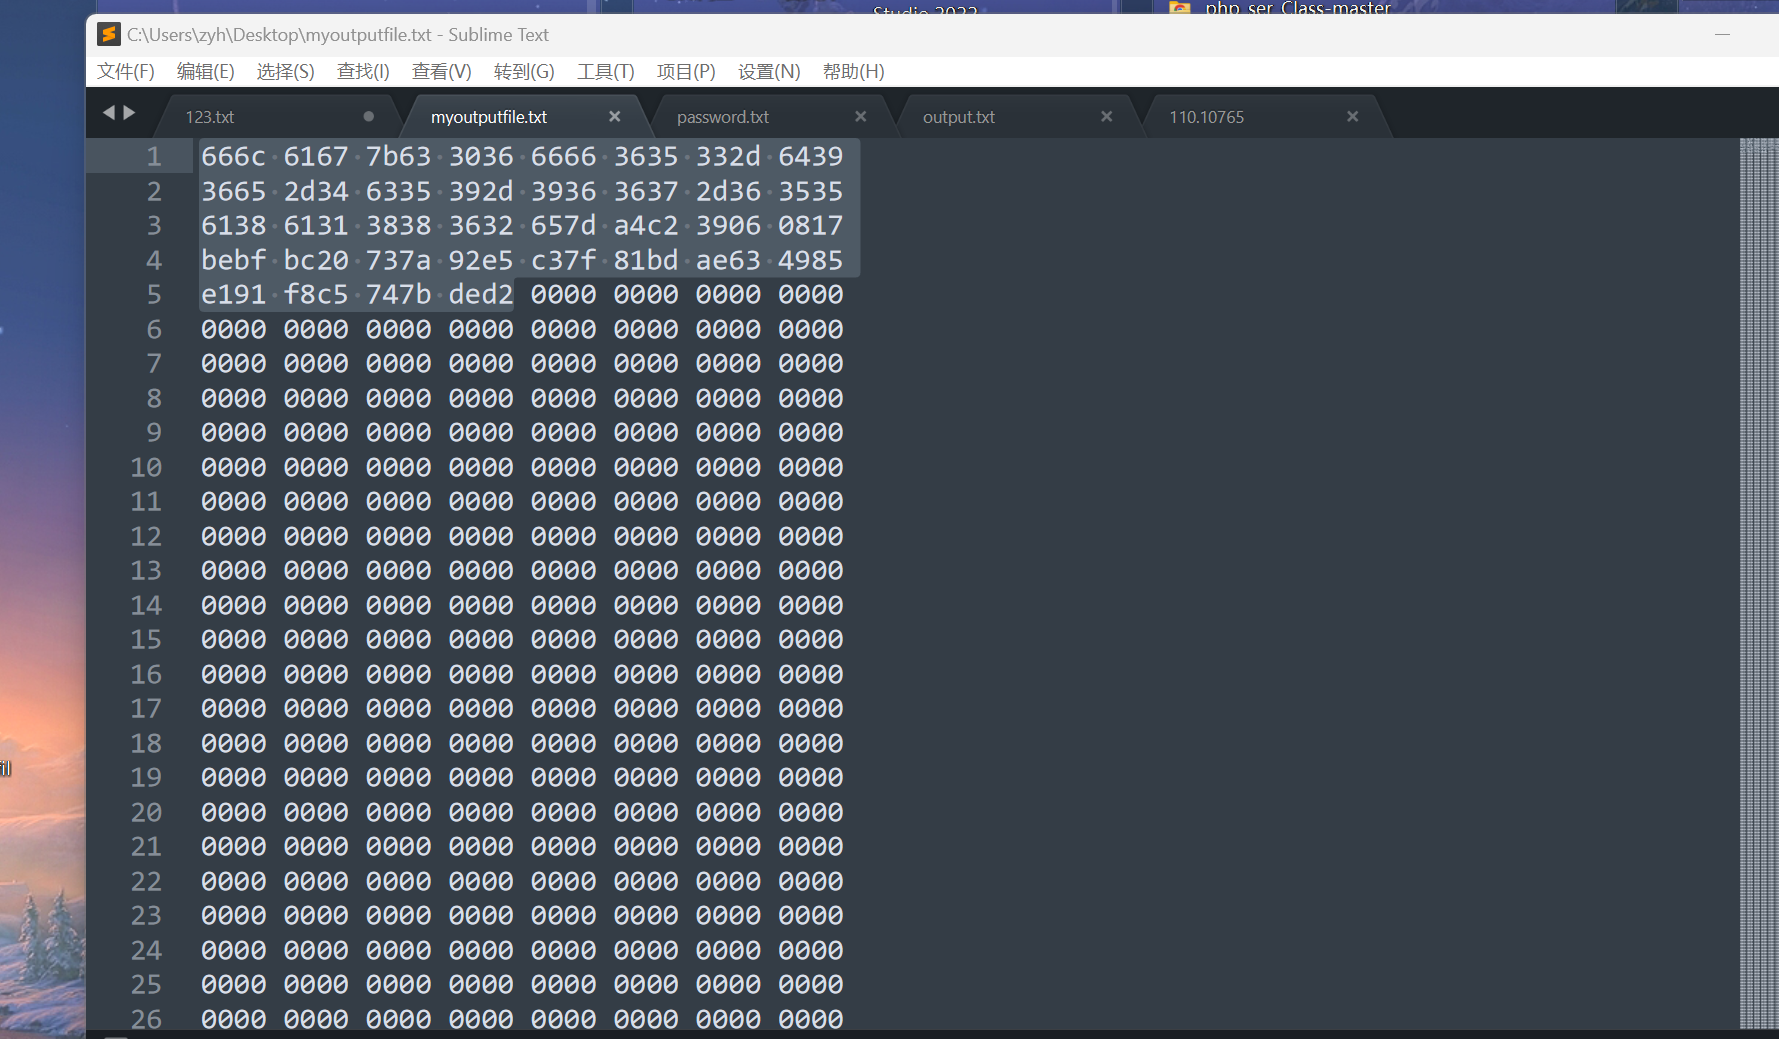 php_ser_Class-master
C:\Users\zyh\Desktop\myoutputfile.txt - Sublime Text
文件(F) 编辑(E) 选择(S) 查找(I) 查看(V) 转到(G) 工具(T) 项目(P) 设置(N) 帮助(H)
123.txt myoutputfile.txt password.txt output.txt 110.10765
1 666c 6167 7b63 3036 6666 3635 332d 6439
2 3665 2d34 6335 392d 3936 3637 2d36 3535
3 6138 6131 3838 3632 657d a4c2 3906 0817
4 bebf bc20 737a 92e5 c37f 81bd ae63 4985
5 e191 f8c5 747b ded2 0000 0000 0000 0000
6 0000 0000 0000 0000 0000 0000 0000 0000
7 0000 0000 0000 0000 0000 0000 0000 0000
8 0000 0000 0000 0000 0000 0000 0000 0000
9 0000 0000 0000 0000 0000 0000 0000 0000
10 0000 0000 0000 0000 0000 0000 0000 0000
11 0000 0000 0000 0000 0000 0000 0000 0000
12 0000 0000 0000 0000 0000 0000 0000 0000
13 0000 0000 0000 0000 0000 0000 0000 0000
14 0000 0000 0000 0000 0000 0000 0000 0000
15 0000 0000 0000 0000 0000 0000 0000 0000
16 0000 0000 0000 0000 0000 0000 0000 0000
17 0000 0000 0000 0000 0000 0000 0000 0000
18 0000 0000 0000 0000 0000 0000 0000 0000
19 0000 0000 0000 0000 0000 0000 0000 0000
20 0000 0000 0000 0000 0000 0000 0000 0000
21 0000 0000 0000 0000 0000 0000 0000 0000
22 0000 0000 0000 0000 0000 0000 0000 0000
23 0000 0000 0000 0000 0000 0000 0000 0000
24 0000 0000 0000 0000 0000 0000 0000 0000
25 0000 0000 0000 0000 0000 0000 0000 0000
26 0000 0000 0000 0000 0000 0000 0000 0000